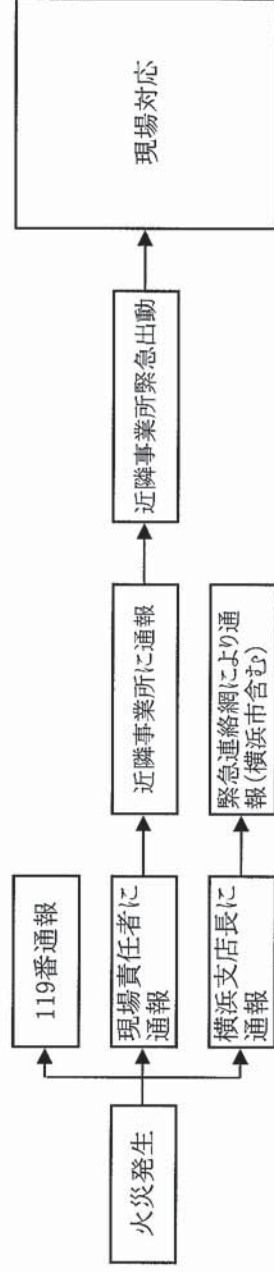 火災発生
119番通報
現場責任者に
通報
横浜支店長に
通報
近隣事業所に通報
緊急連絡網により通
報(横浜市含む)
近隣事業所緊急出動
現場対応